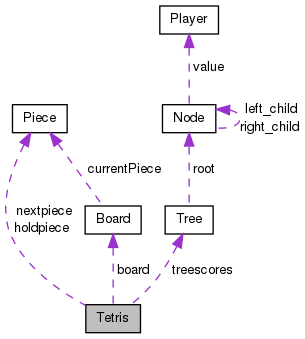 Player
value
Piece
Node
left_child
right_child
currentPiece
root
nextpiece
holdpiece
Board
Tree
board
treescores
Tetris